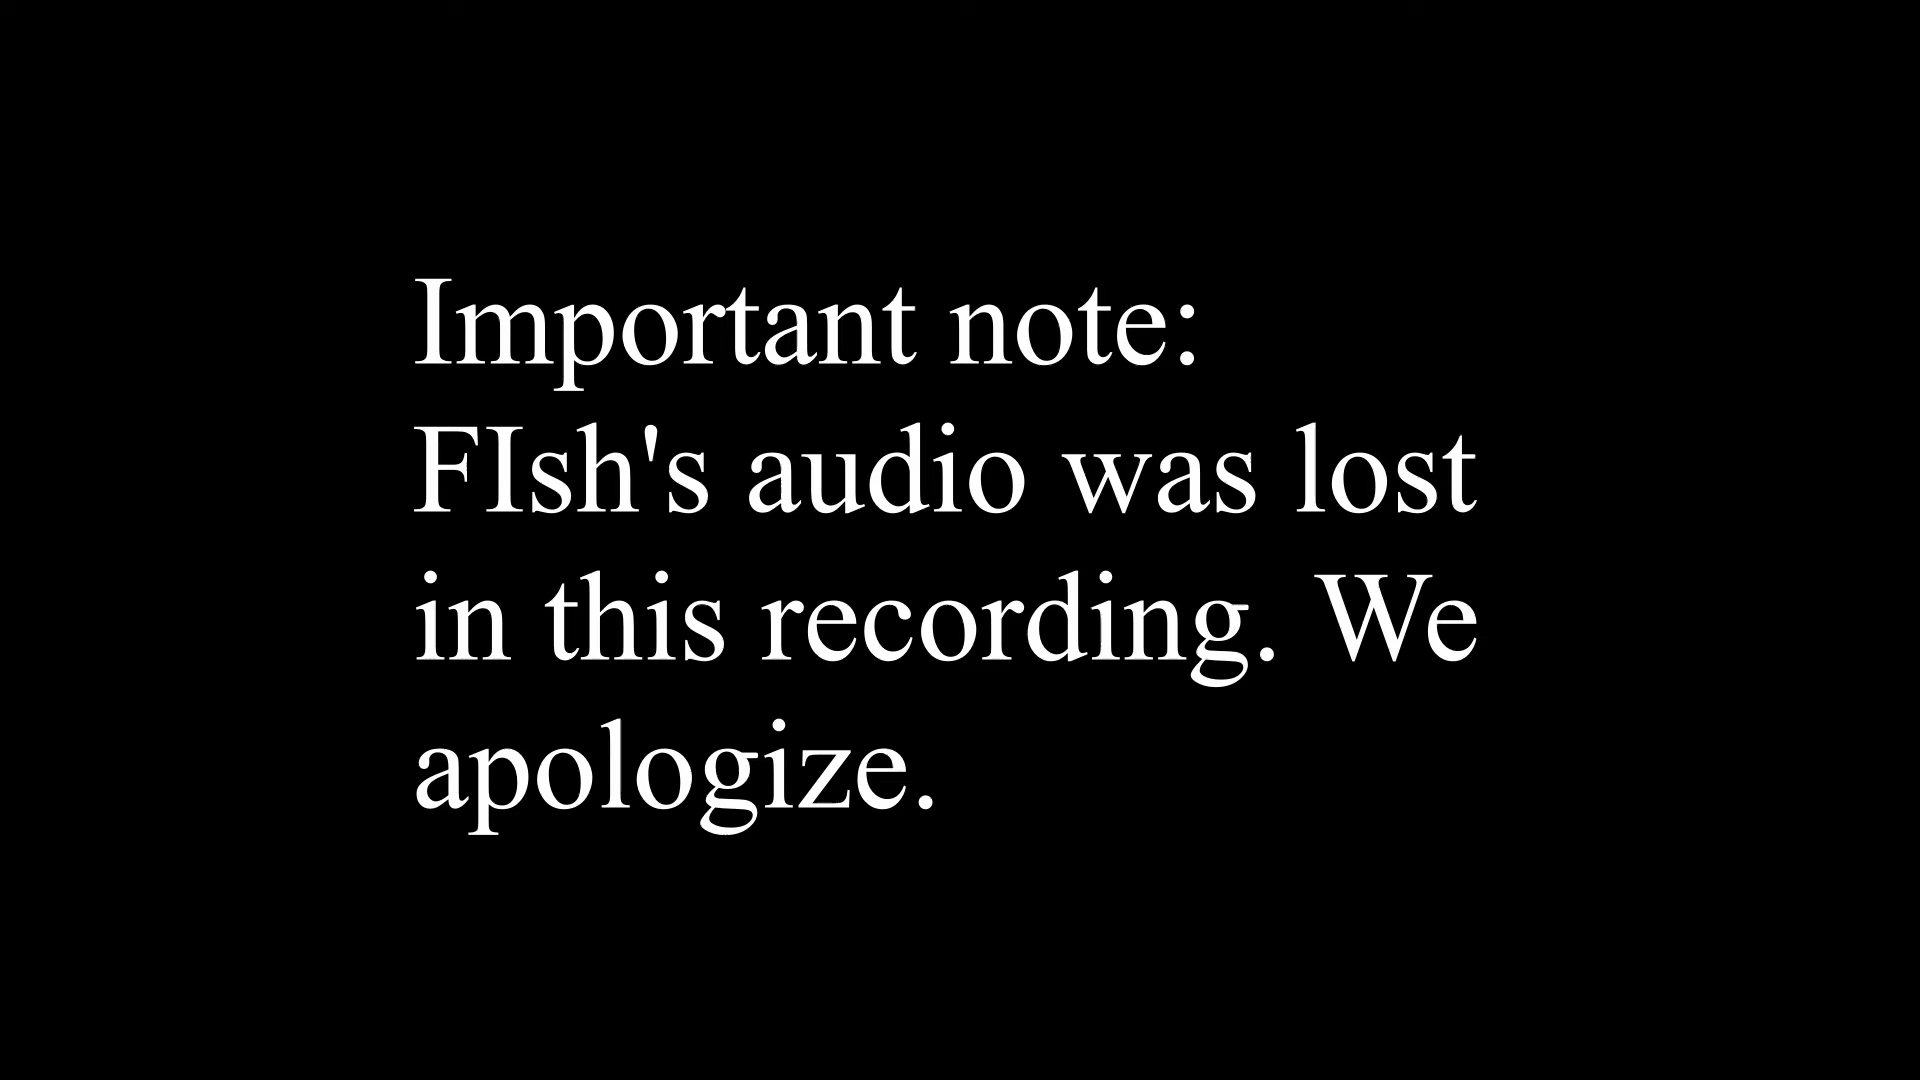 Important note:
FIsh's audio was lost
in this recording. We
apologize.